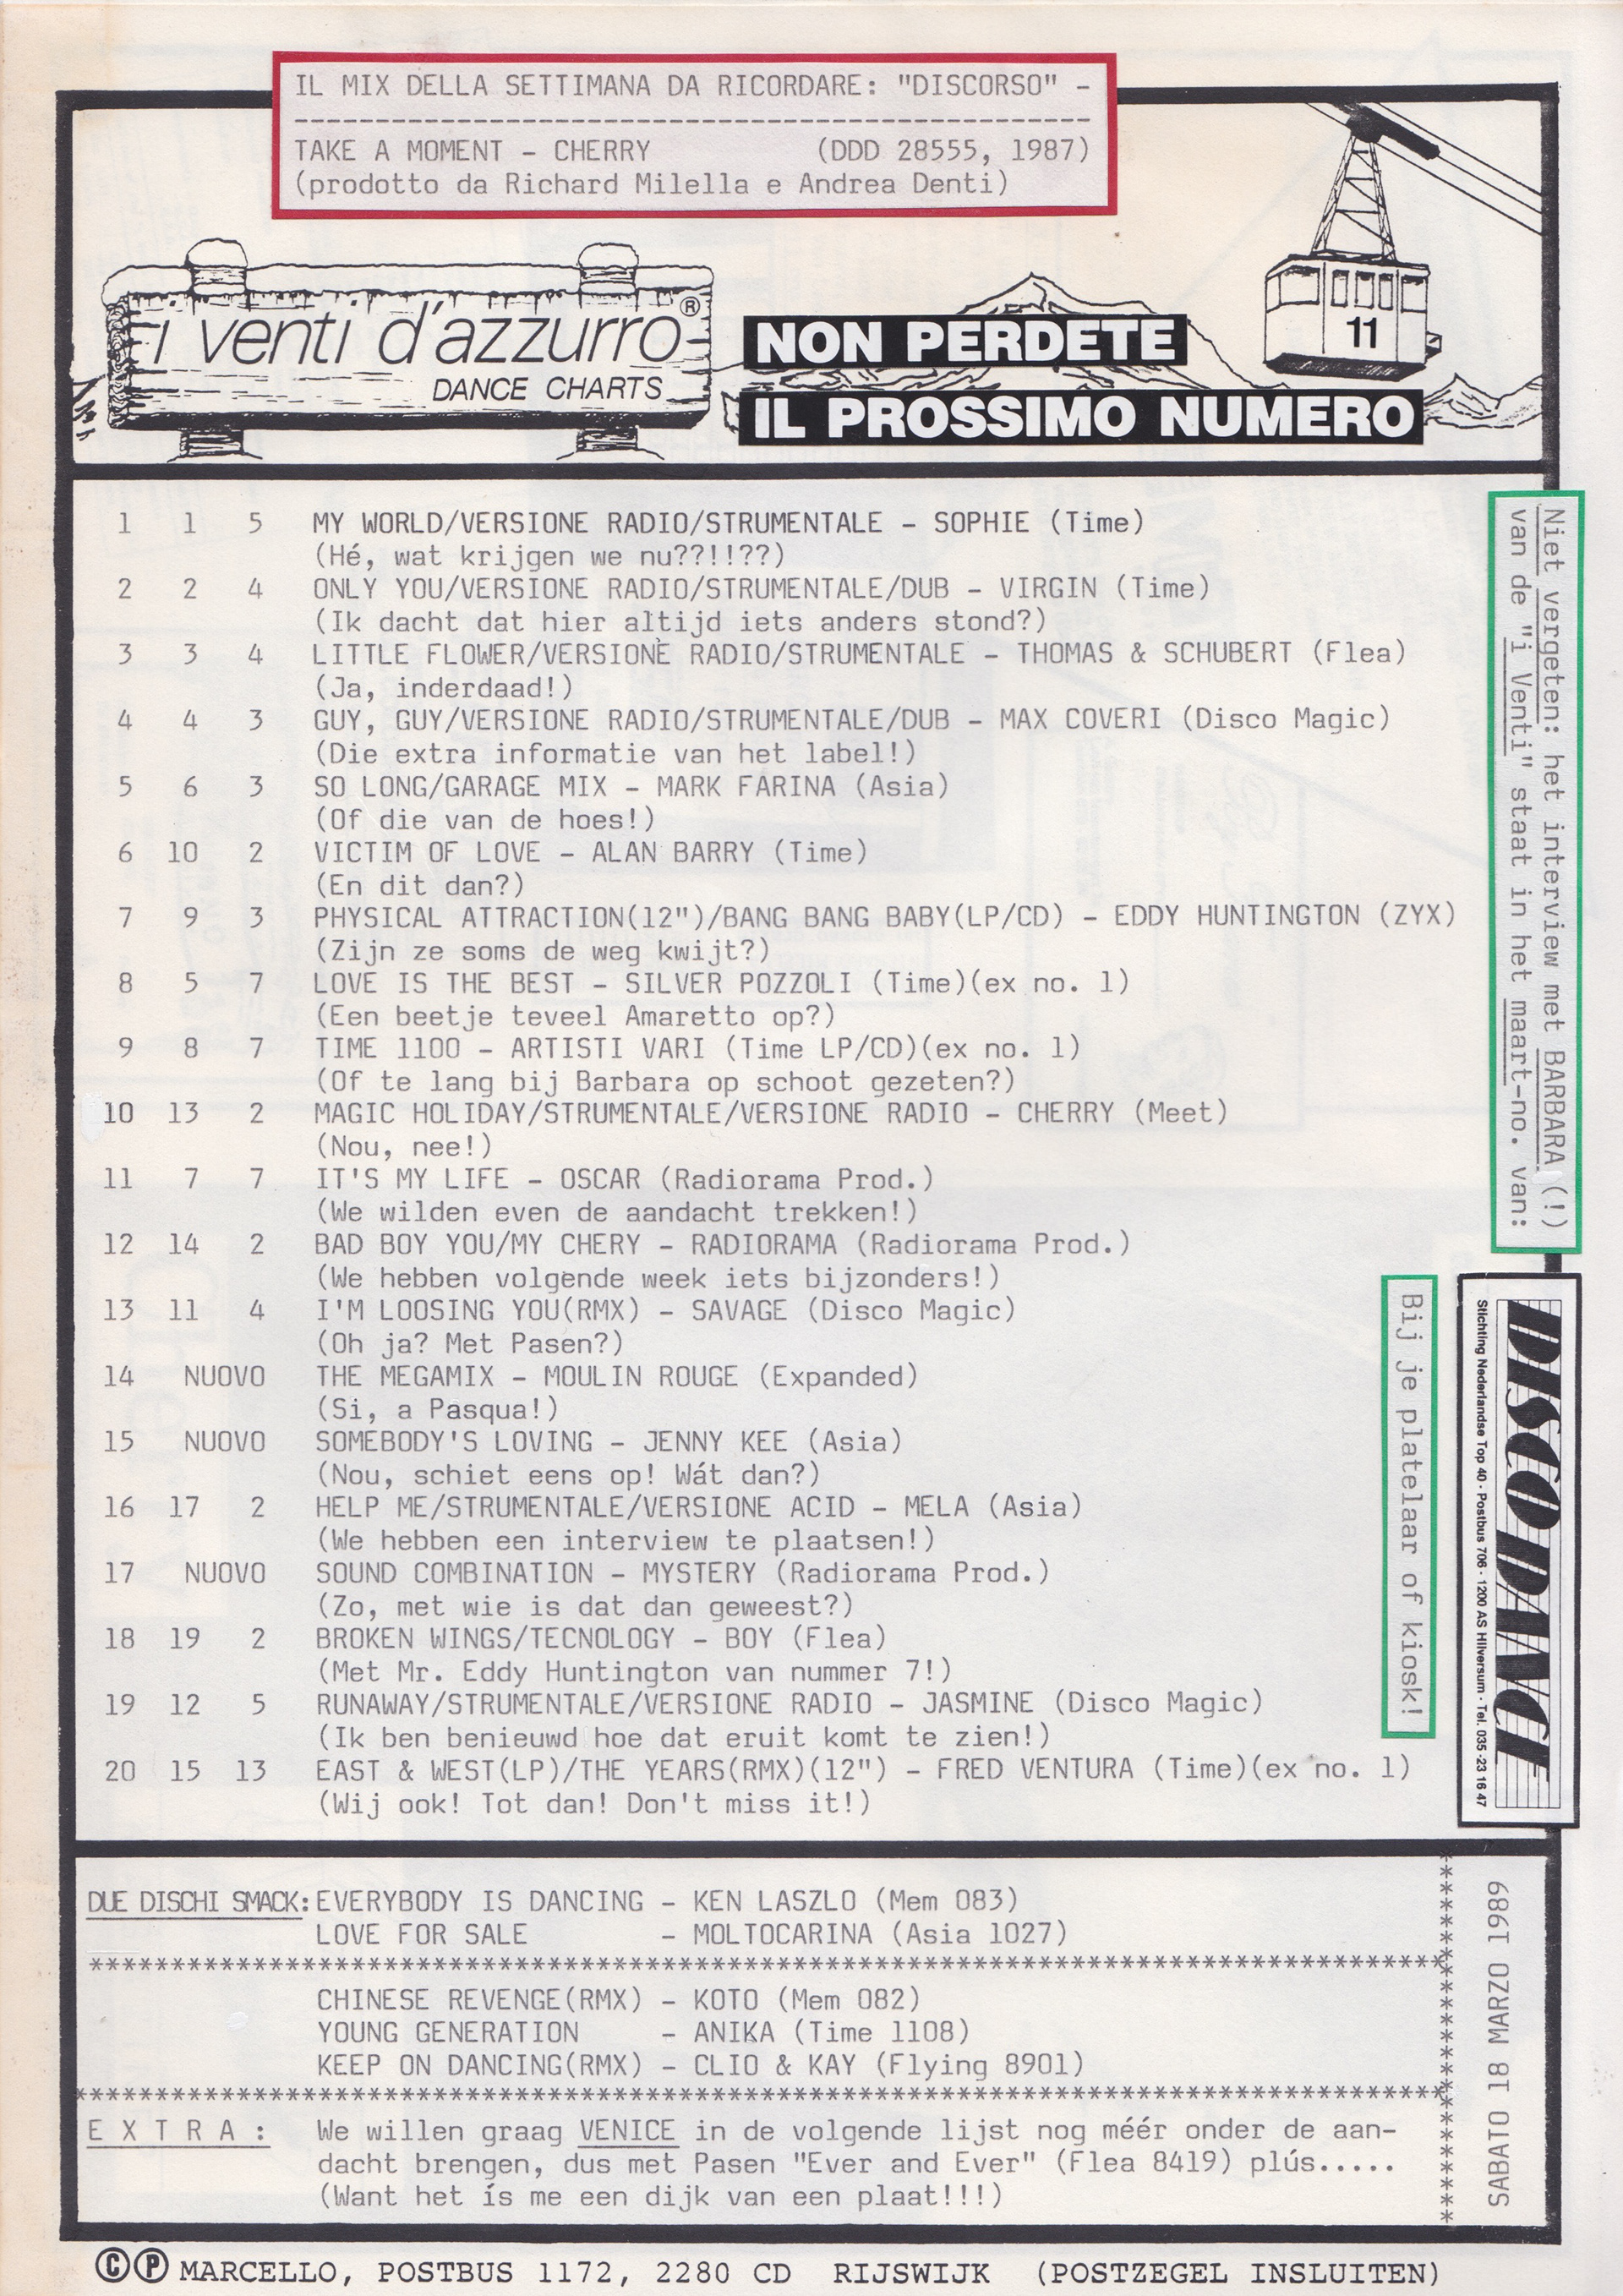 IL MIX DELLA SETTIMANA DA RICORDARE: "DISCORSO" -
TAKE A MOMENT - CHERRY (DDD 28555, 1987)
(prodotto da Richard Milella e Andrea Denti)
i venti d'azzurro ®
DANCE CHARTS
NON PERDETE
IL PROSSIMO NUMERO
11
1 1 5 MY WORLD/VERSIONE RADIO/STRUMENTALE - SOPHIE (Time)
(Hé, wat krijgen we nu??!!??)
2 2 4 ONLY YOU/VERSIONE RADIO/STRUMENTALE/DUB - VIRGIN (Time)
(Ik dacht dat hier altijd iets anders stond?)
3 3 4 LITTLE FLOWER/VERSIONE RADIO/STRUMENTALE - THOMAS & SCHUBERT (Flea)
(Ja, inderdaad!)
4 4 3 GUY, GUY/VERSIONE RADIO/STRUMENTALE/DUB - MAX COVERI (Disco Magic)
(Die extra informatie van het label!)
5 6 3 SO LONG/GARAGE MIX - MARK FARINA (Asia)
(Of die van de hoes!)
6 10 2 VICTIM OF LOVE - ALAN BARRY (Time)
(En dit dan?)
7 9 3 PHYSICAL ATTRACTION(12")/BANG BANG BABY(LP/CD) - EDDY HUNTINGTON (ZYX)
(Zijn ze soms de weg kwijt?)
8 5 7 LOVE IS THE BEST - SILVER POZZOLI (Time)(ex no. 1)
(Een beetje teveel Amaretto op?)
9 8 7 TIME 1100 - ARTISTI VARI (Time LP/CD)(ex no. 1)
(Of te lang bij Barbara op schoot gezeten?)
10 13 2 MAGIC HOLIDAY/STRUMENTALE/VERSIONE RADIO - CHERRY (Meet)
(Nou, nee!)
11 7 7 IT'S MY LIFE - OSCAR (Radiorama Prod.)
(We wilden even de aandacht trekken!)
12 14 2 BAD BOY YOU/MY CHERY - RADIORAMA (Radiorama Prod.)
(We hebben volgende week iets bijzonders!)
13 11 4 I'M LOOSING YOU(RMX) - SAVAGE (Disco Magic)
(Oh ja? Met Pasen?)
14 NUOVO THE MEGAMIX - MOULIN ROUGE (Expanded)
(Si, a Pasqua!)
15 NUOVO SOMEBODY'S LOVING - JENNY KEE (Asia)
(Nou, schiet eens op! Wát dan?)
16 17 2 HELP ME/STRUMENTALE/VERSIONE ACID - MELA (Asia)
(We hebben een interview te plaatsen!)
17 NUOVO SOUND COMBINATION - MYSTERY (Radiorama Prod.)
(Zo, met wie is dat dan geweest?)
18 19 2 BROKEN WINGS/TECNOLOGY - BOY (Flea)
(Met Mr. Eddy Huntington van nummer 7!)
19 12 5 RUNAWAY/STRUMENTALE/VERSIONE RADIO - JASMINE (Disco Magic)
(Ik ben benieuwd hoe dat eruit komt te zien!)
20 15 13 EAST & WEST(LP)/THE YEARS(RMX)(12") - FRED VENTURA (Time)(ex no. 1)
(Wij ook! Tot dan! Don't miss it!)
Niet vergeten: het interview met BARBARA (!)
van de "i Venti" staat in het maart-no. van:
DISCO DANCE
Stichting Nederlandse Top 40 · Postbus 706 · 1200 AS Hilversum · Tel. 035-23 16 47
Bij je platelaar of kiosk!
DUE DISCHI SMACK: EVERYBODY IS DANCING - KEN LASZLO (Mem 083)
LOVE FOR SALE - MOLTOCARINA (Asia 1027)
***********************************************************************************
CHINESE REVENGE(RMX) - KOTO (Mem 082)
YOUNG GENERATION - ANIKA (Time 1108)
KEEP ON DANCING(RMX) - CLIO & KAY (Flying 8901)
***********************************************************************************
E X T R A : We willen graag VENICE in de volgende lijst nog méér onder de aan-
dacht brengen, dus met Pasen "Ever and Ever" (Flea 8419) plús.....
(Want het ís me een dijk van een plaat!!!)
SABATO 18 MARZO 1989
© Ⓟ MARCELLO, POSTBUS 1172, 2280 CD RIJSWIJK (POSTZEGEL INSLUITEN)